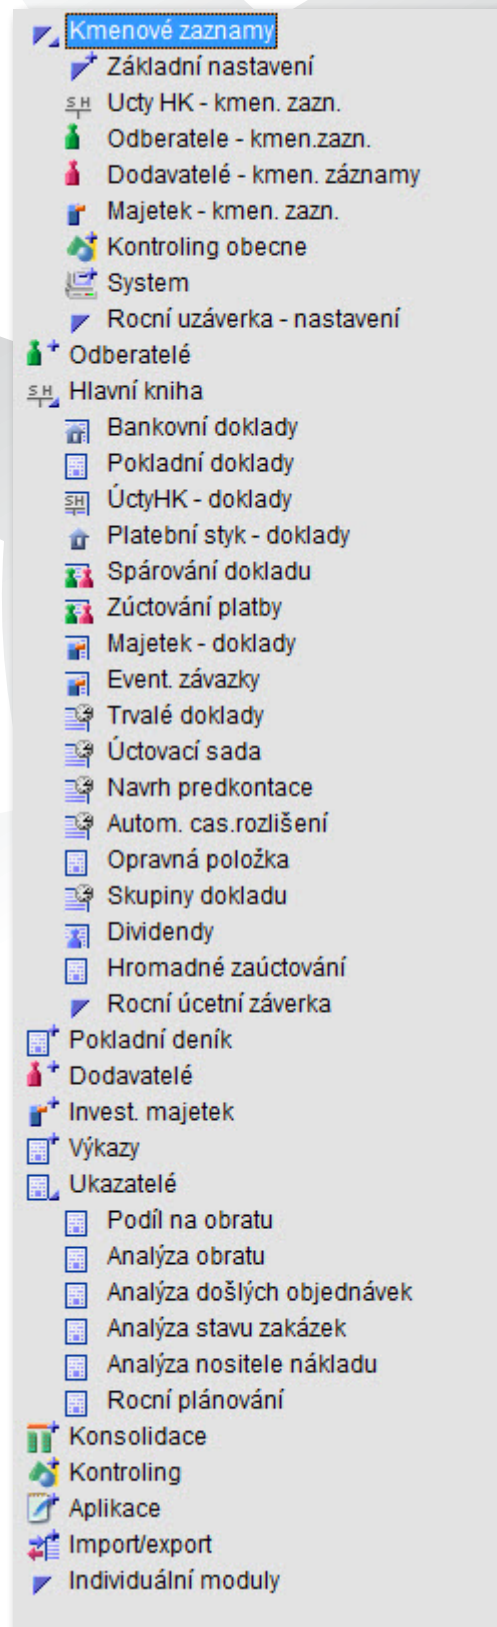 Kmenové zaznamy
Základní nastavení
Ucty HK - kmen. zazn.
Odberatele - kmen.zazn.
Dodavatelé - kmen. záznamy
Majetek - kmen. zazn.
Kontroling obecne
System
Rocní uzáverka - nastavení
Odberatelé
S H Hlavní kniha
Bankovní doklady
Pokladní doklady
ÚctyHK - doklady
Platební styk - doklady
Spárování dokladu
Zúctování platby
Majetek - doklady
Event. závazky
Trvalé doklady
Úctovací sada
Navrh predkontace
Autom. cas.rozlišení
Opravná položka
Skupiny dokladu
Dividendy
Hromadné zaúctování
Rocní úcetní záverka
Pokladní deník
Dodavatelé
Invest. majetek
Výkazy
Ukazatelé
Podíl na obratu
Analýza obratu
Analýza došlých objednávek
Analýza stavu zakázek
Analýza nositele nákladu
Rocní plánování
Konsolidace
Kontroling
Aplikace
Import/export
Individuální moduly